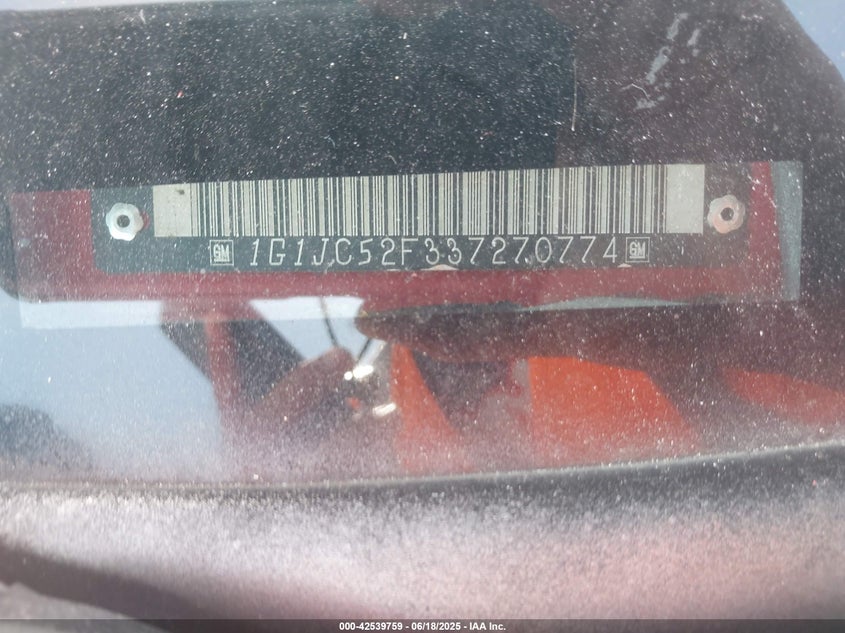 GM 1G1JC52F337270774 GM
000-42539759 - 06/18/2025 - IAA Inc.